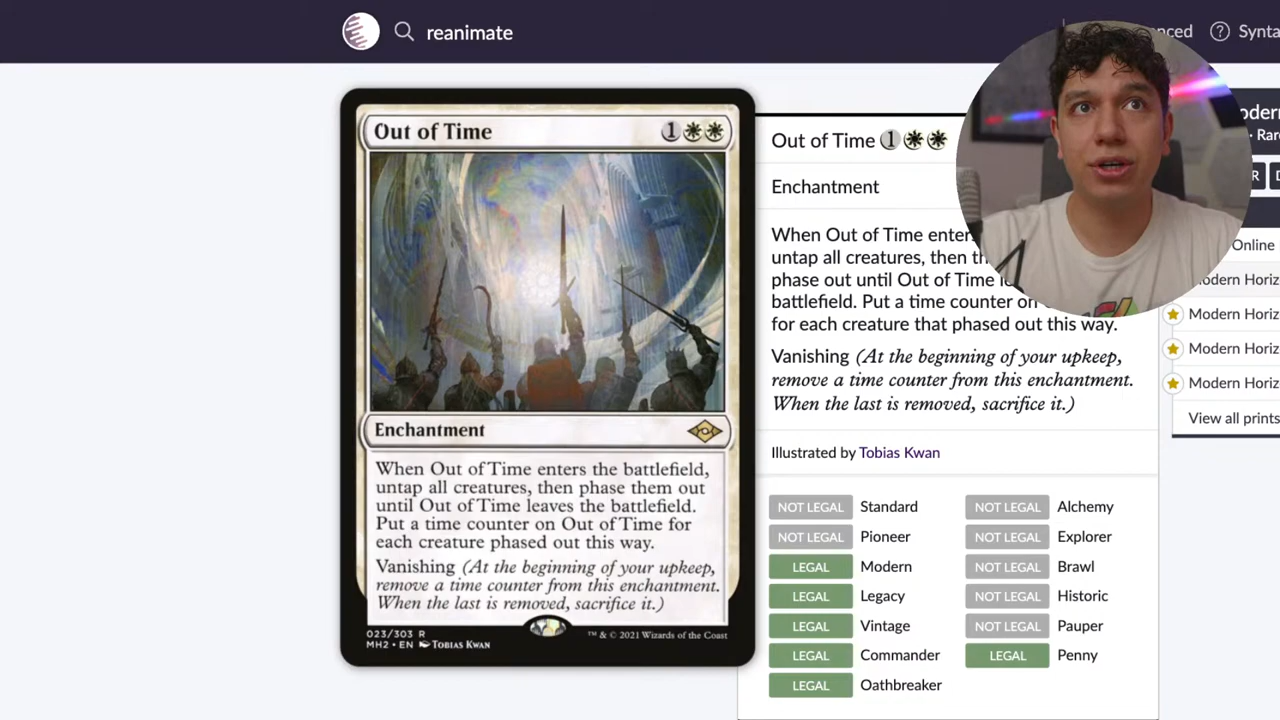 reanimate
Advanced
Synta
Out of Time 1
Enchantment
When Out of Time enters the battlefield,
untap all creatures, then phase them out
until Out of Time leaves the battlefield.
Put a time counter on Out of Time for
each creature phased out this way.
Vanishing (At the beginning of your upkeep,
remove a time counter from this enchantment.
When the last is removed, sacrifice it.)
023/303 R
MH2 • EN Tobias Kwan
™ & © 2021 Wizards of the Coast
Out of Time 1
Enchantment
When Out of Time enter
untap all creatures, then
phase out until Out of Time
battlefield. Put a time counter on
for each creature that phased out this way.
Vanishing (At the beginning of your upkeep,
remove a time counter from this enchantment.
When the last is removed, sacrifice it.)
Illustrated by Tobias Kwan
NOT LEGAL Standard NOT LEGAL Alchemy
NOT LEGAL Pioneer NOT LEGAL Explorer
LEGAL Modern NOT LEGAL Brawl
LEGAL Legacy NOT LEGAL Historic
LEGAL Vintage NOT LEGAL Pauper
LEGAL Commander LEGAL Penny
LEGAL Oathbreaker
odern
• Rare
R
Online
odern Horiz
Modern Horiz
Modern Horiz
Modern Horiz
View all prints